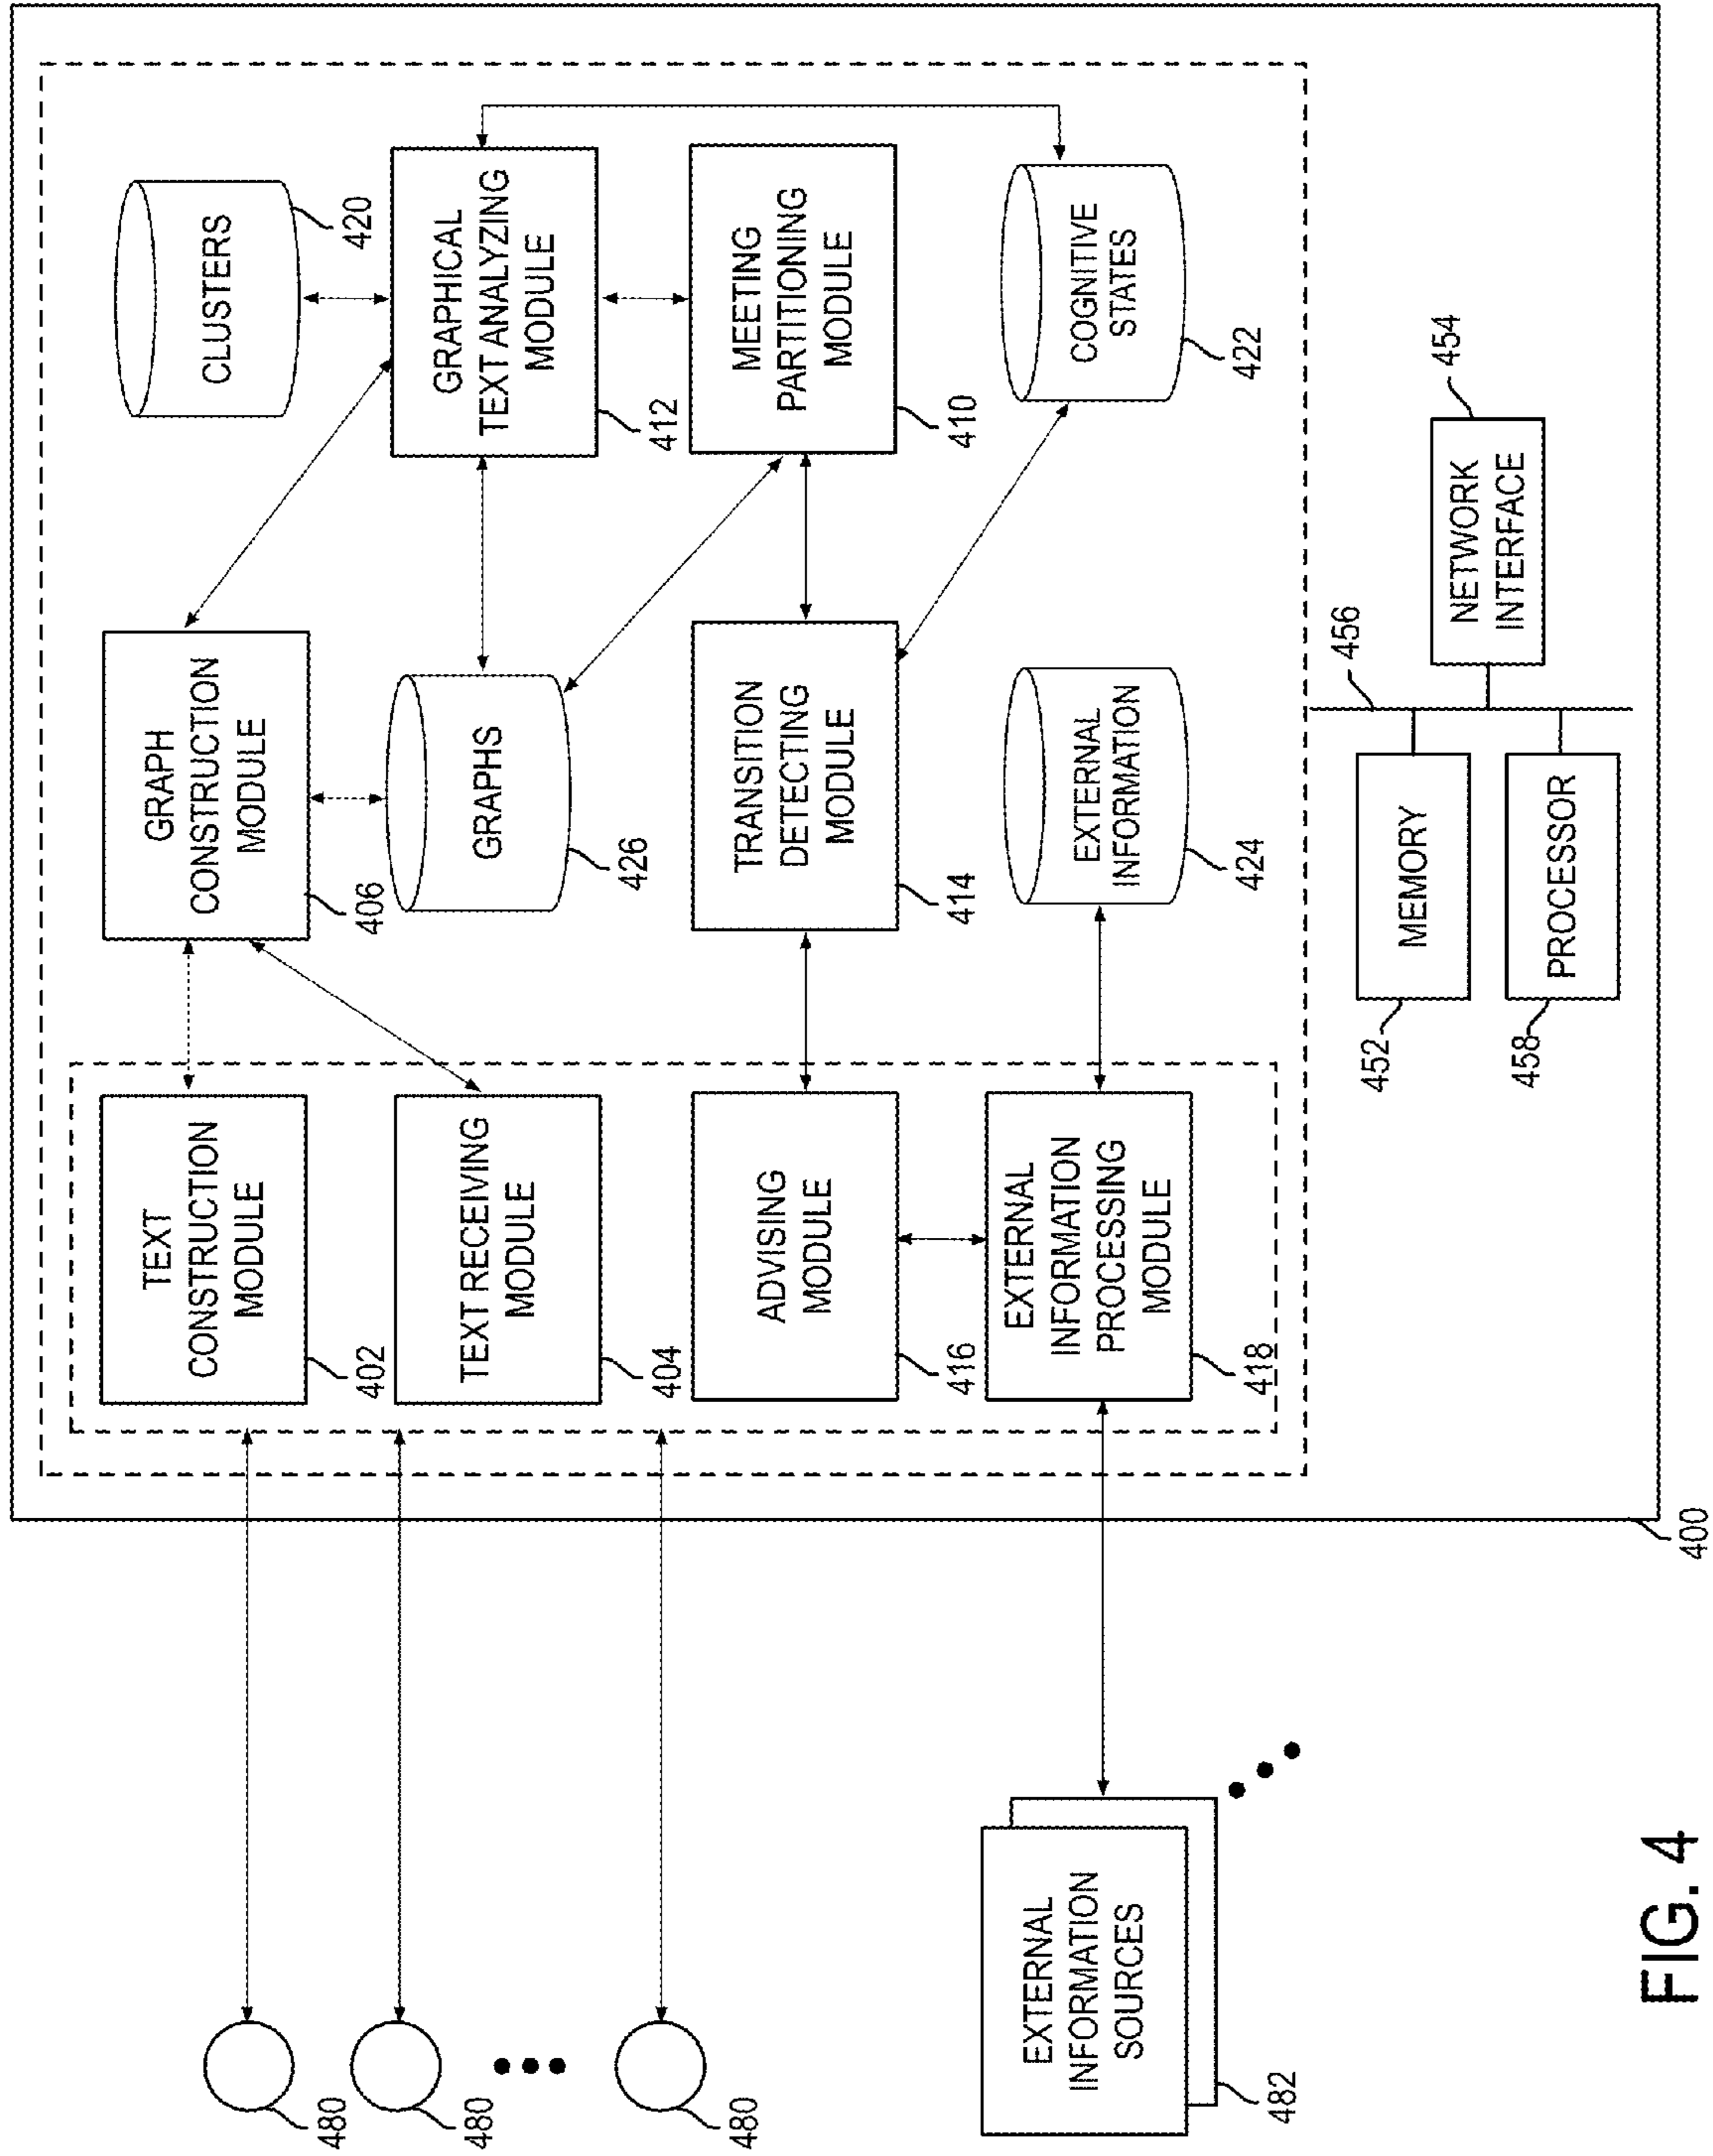 TEXT
CONSTRUCTION
MODULE
402
GRAPH
CONSTRUCTION
MODULE
406
CLUSTERS
420
480
480
480
TEXT RECEIVING
MODULE
404
GRAPHS
426
GRAPHICAL
TEXT ANALYZING
MODULE
412
ADVISING
MODULE
416
TRANSITION
DETECTING
MODULE
414
MEETING
PARTITIONING
MODULE
410
EXTERNAL
INFORMATION
SOURCES
482
EXTERNAL
INFORMATION
PROCESSING
MODULE
418
EXTERNAL
INFORMATION
424
COGNITIVE
STATES
422
MEMORY
452
456
NETWORK
INTERFACE
454
PROCESSOR
458
400
FIG. 4